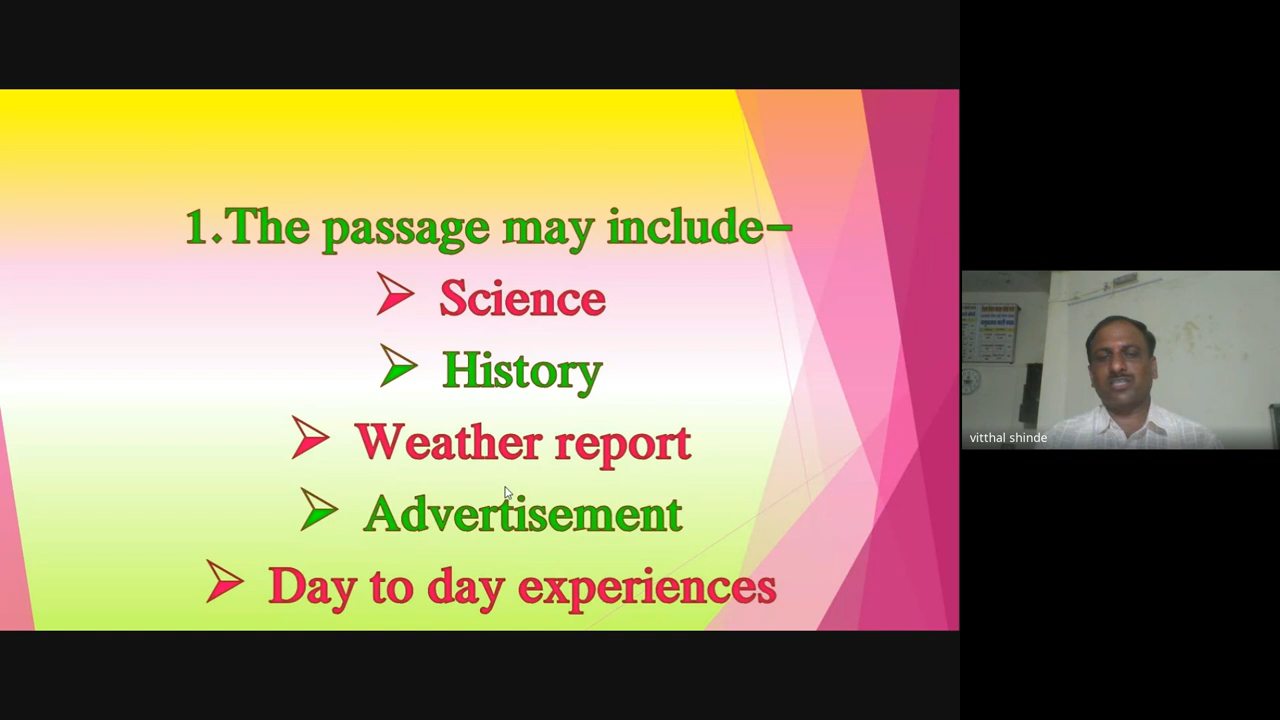 1.The passage may include–
Science
History
Weather report
Advertisement
Day to day experiences
vitthal shinde